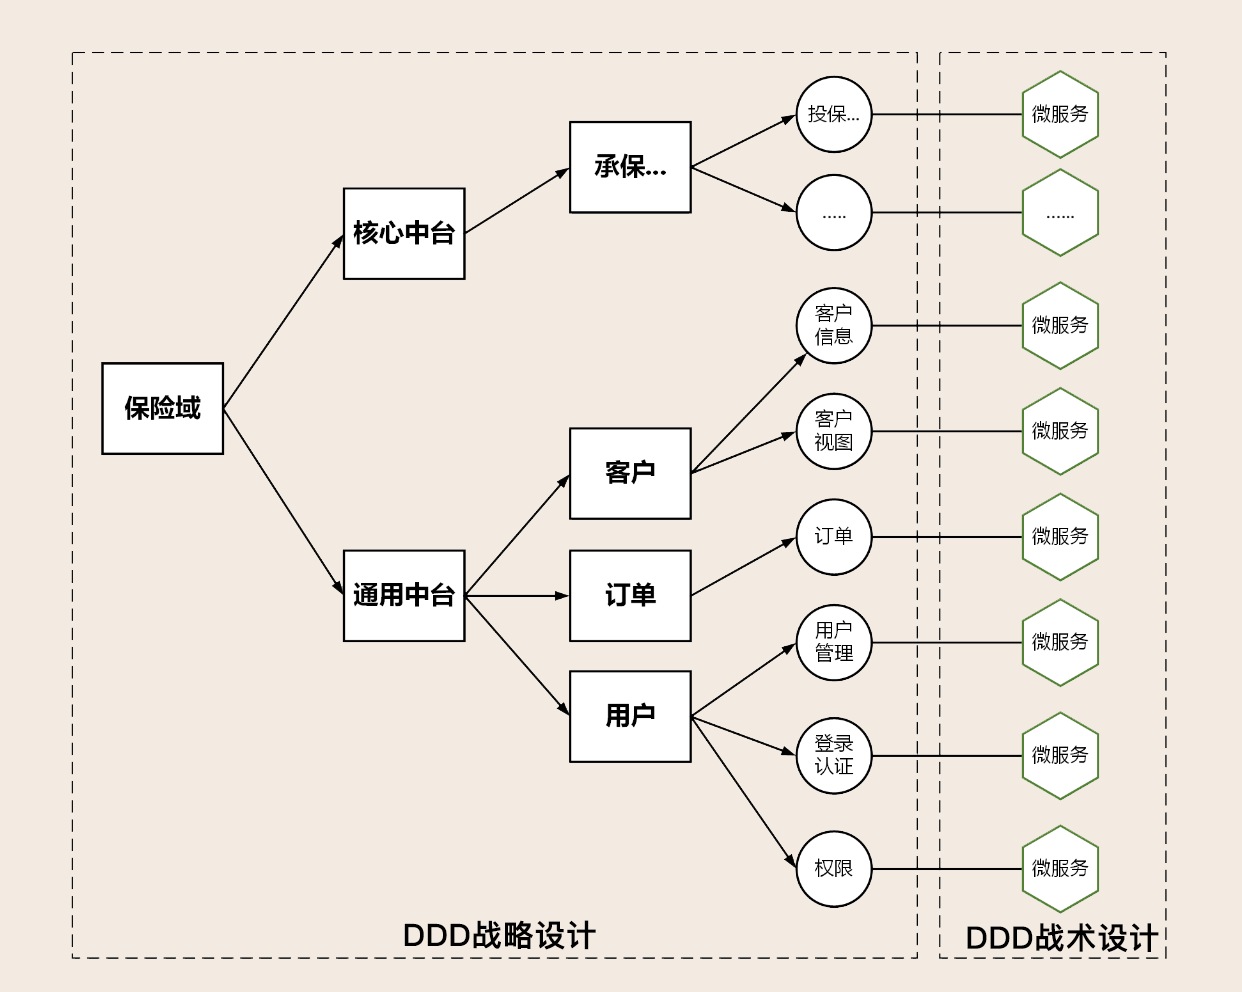 投保...
微服务
承保...
.....
......
核心中台
客户
信息
微服务
保险域
客户
视图
微服务
客户
订单
微服务
通用中台
订单
用户
管理
微服务
用户
登录
认证
微服务
权限
微服务
DDD战略设计
DDD战术设计